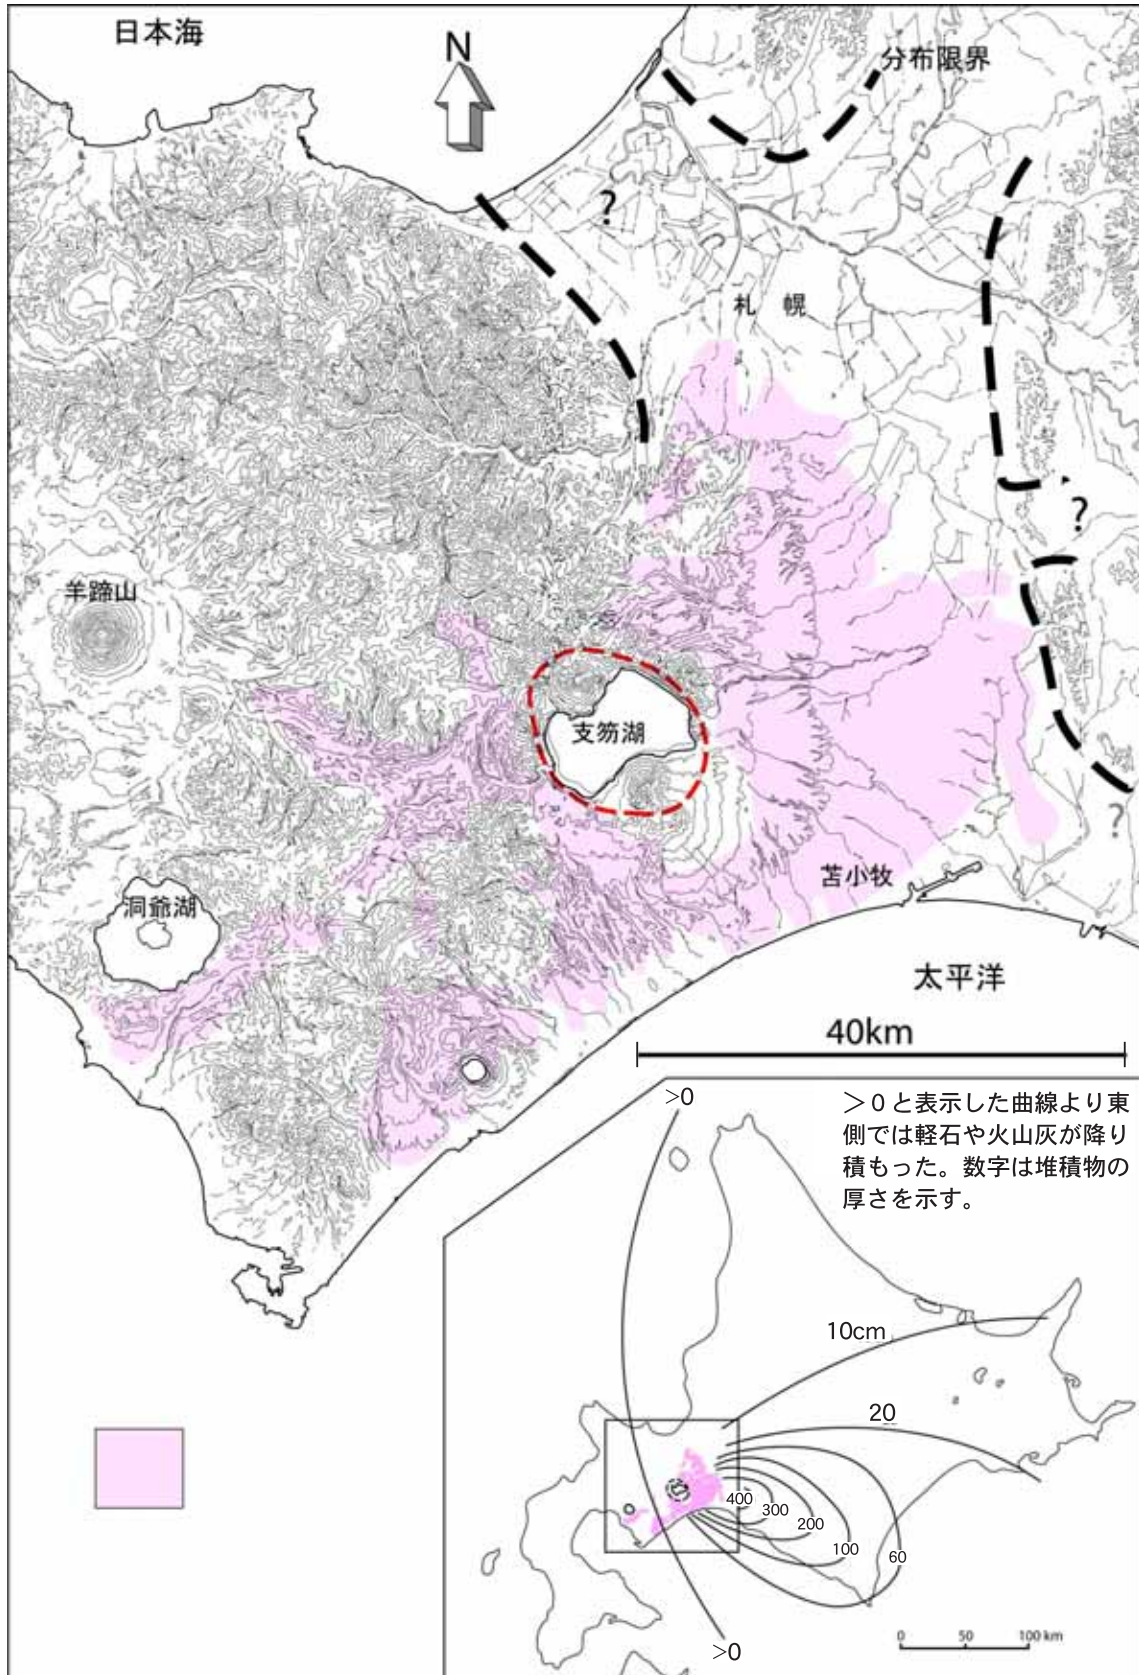 日本海
N
分布限界
?
札　幌
?
羊蹄山
支笏湖
?
苫小牧
洞爺湖
太平洋
40km
>0
＞０と表示した曲線より東
側では軽石や火山灰が降り
積もった。数字は堆積物の
厚さを示す。
10cm
20
400
300
200
100
60
0 50 100 km
>0